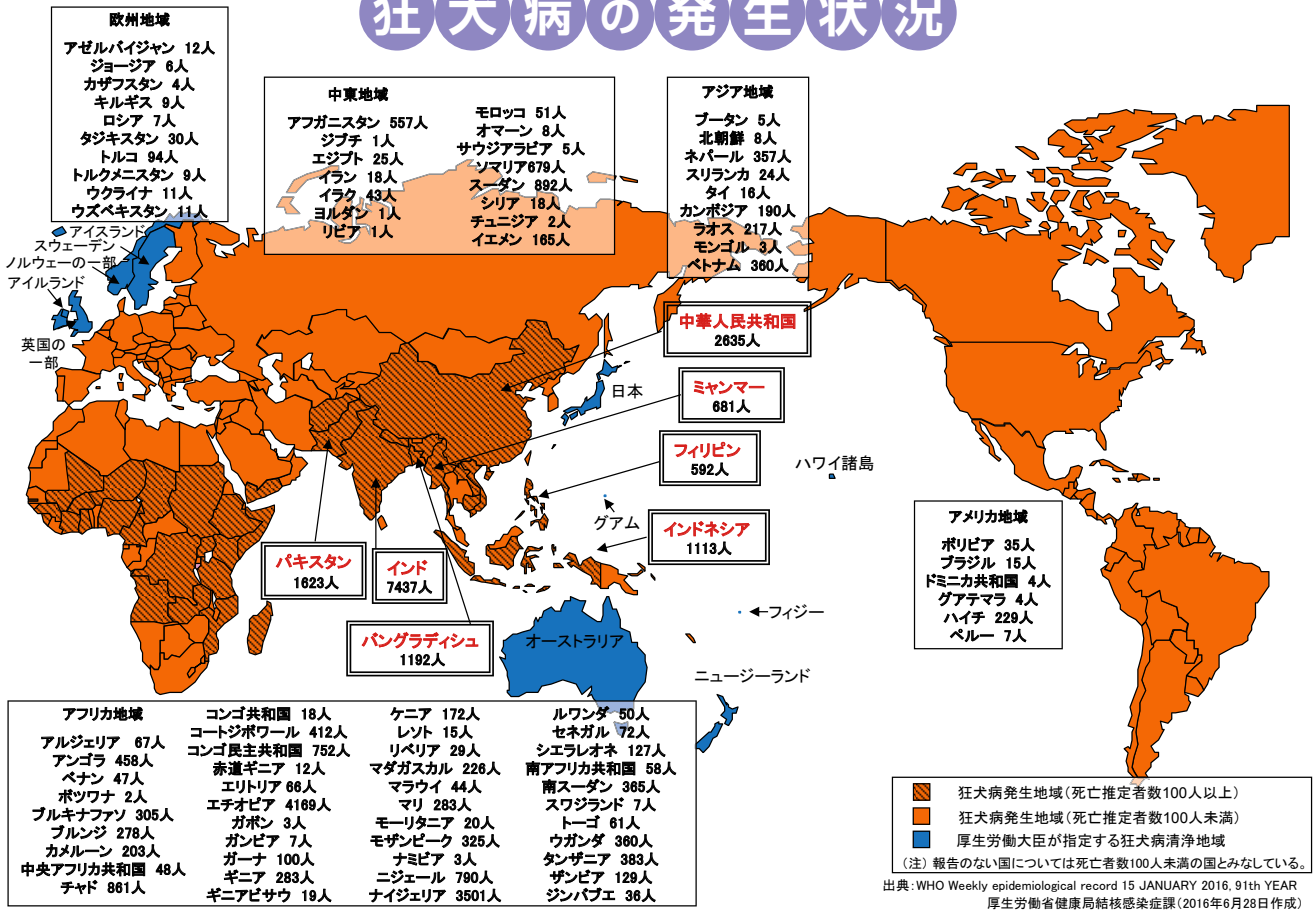 狂犬病の発生状況
欧州地域
アゼルバイジャン 12人
ジョージア 6人
カザフスタン 4人
キルギス 9人
ロシア 7人
タジキスタン 30人
トルコ 94人
トルクメニスタン 9人
ウクライナ 11人
ウズベキスタン 11人
中東地域
アフガニスタン 557人
ジブチ 1人
エジプト 25人
イラン 18人
イラク 43人
ヨルダン 1人
リビア 1人
モロッコ 51人
オマーン 8人
サウジアラビア 5人
ソマリア679人
スーダン 892人
シリア 18人
チュニジア 2人
イエメン 165人
アジア地域
ブータン 5人
北朝鮮 8人
ネパール 357人
スリランカ 24人
タイ 16人
カンボジア 190人
ラオス 217人
モンゴル 3人
ベトナム 360人
アイスランド
スウェーデン
ノルウェーの一部
アイルランド
英国の
一部
中華人民共和国
2635人
日本
ミャンマー
681人
フィリピン
592人
ハワイ諸島
グアム
インドネシア
1113人
パキスタン
1623人
インド
7437人
バングラディシュ
1192人
フィジー
オーストラリア
ニュージーランド
アメリカ地域
ボリビア 35人
ブラジル 15人
ドミニカ共和国 4人
グアテマラ 4人
ハイチ 229人
ペルー 7人
アフリカ地域
アルジェリア 67人
アンゴラ 458人
ベナン 47人
ボツワナ 2人
ブルキナファソ 305人
ブルンジ 278人
カメルーン 203人
中央アフリカ共和国 48人
チャド 861人
コンゴ共和国 18人
コートジボワール 412人
コンゴ民主共和国 752人
赤道ギニア 12人
エリトリア 66人
エチオピア 4169人
ガボン 3人
ガンビア 7人
ガーナ 100人
ギニア 283人
ギニアビサウ 19人
ケニア 172人
レソト 15人
リベリア 29人
マダガスカル 226人
マラウイ 44人
マリ 283人
モーリタニア 20人
モザンビーク 325人
ナミビア 3人
ニジェール 790人
ナイジェリア 3501人
ルワンダ 50人
セネガル 72人
シエラレオネ 127人
南アフリカ共和国 58人
南スーダン 365人
スワジランド 7人
トーゴ 61人
ウガンダ 360人
タンザニア 383人
ザンビア 129人
ジンバブエ 36人
狂犬病発生地域(死亡推定者数100人以上)
狂犬病発生地域(死亡推定者数100人未満)
厚生労働大臣が指定する狂犬病清浄地域
(注) 報告のない国については死亡者数100人未満の国とみなしている。
出典:WHO Weekly epidemiological record 15 JANUARY 2016, 91th YEAR
厚生労働省健康局結核感染症課(2016年6月28日作成)